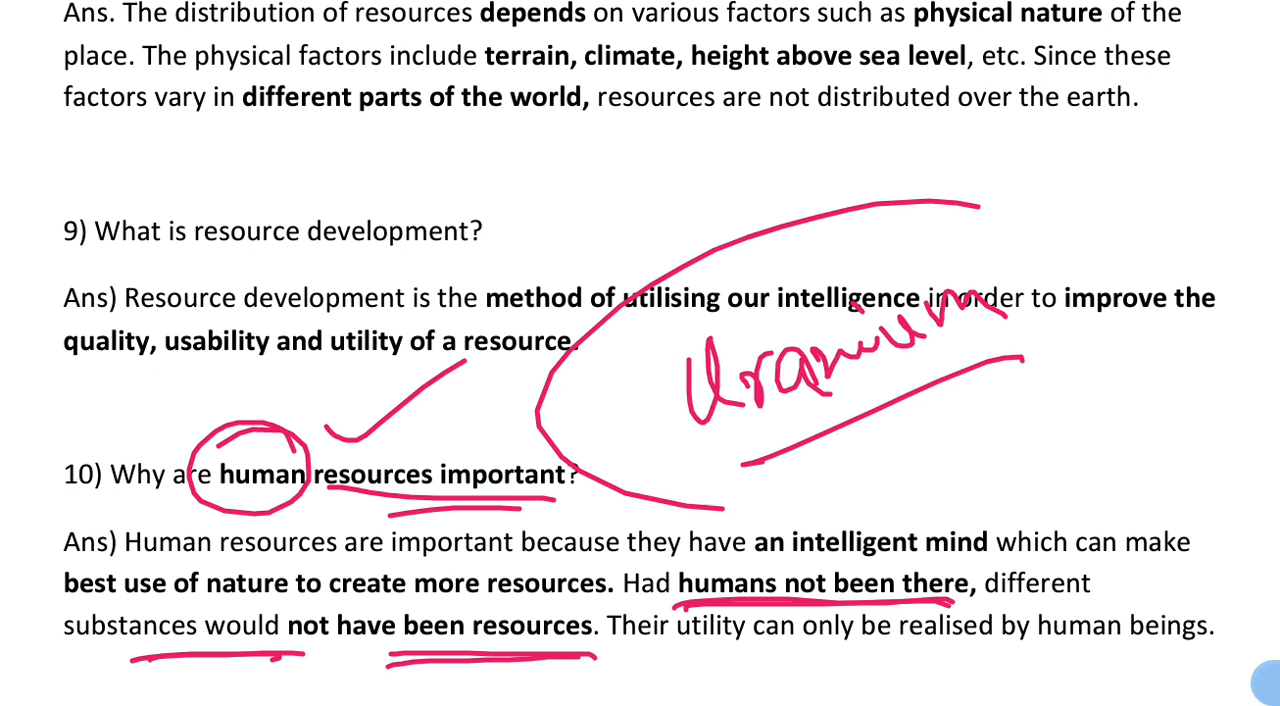 Ans. The distribution of resources depends on various factors such as physical nature of the
place. The physical factors include terrain, climate, height above sea level, etc. Since these
factors vary in different parts of the world, resources are not distributed over the earth.
9) What is resource development?
Ans) Resource development is the method of utilising our intelligence in order to improve the
quality, usability and utility of a resource.
Uranium
10) Why are human resources important?
Ans) Human resources are important because they have an intelligent mind which can make
best use of nature to create more resources. Had humans not been there, different
substances would not have been resources. Their utility can only be realised by human beings.